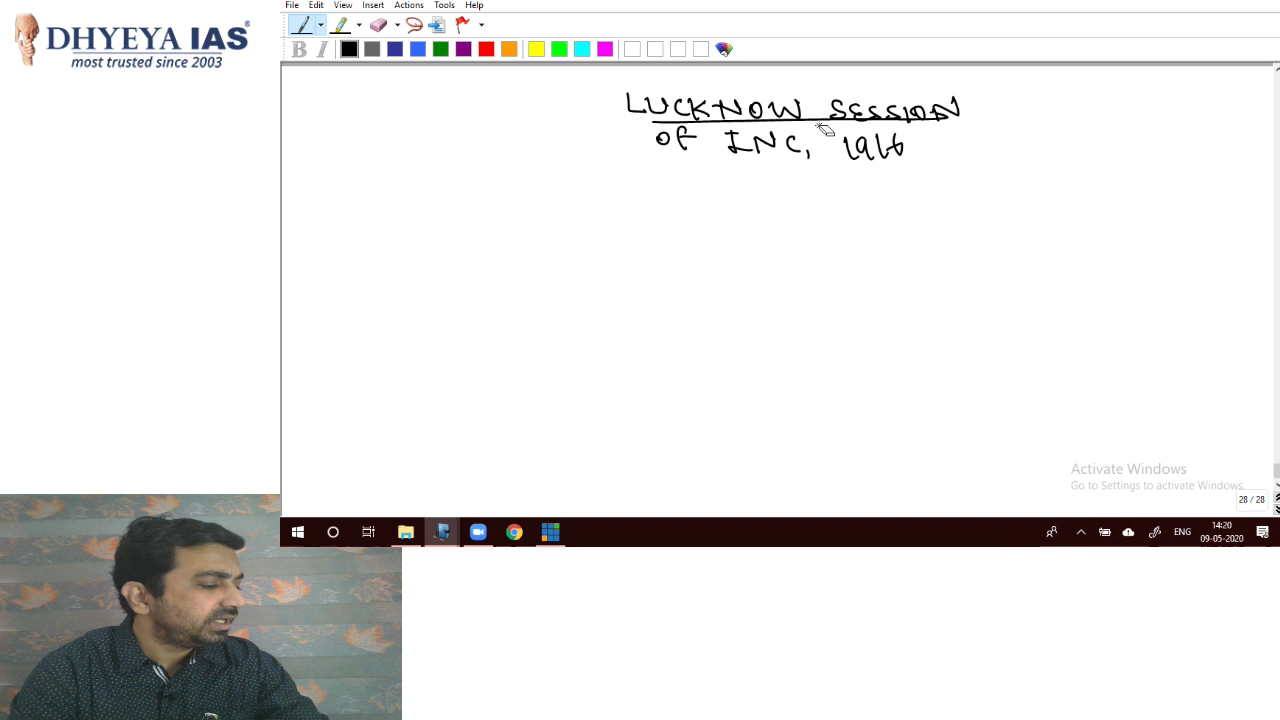 DHYEYA IAS®
most trusted since 2003
File Edit View Insert Actions Tools Help
B I
LUCKNOW SESSION
of INC, 1916
Activate Windows
Go to Settings to activate Windows.
28 / 28
ENG
14:20
09-05-2020